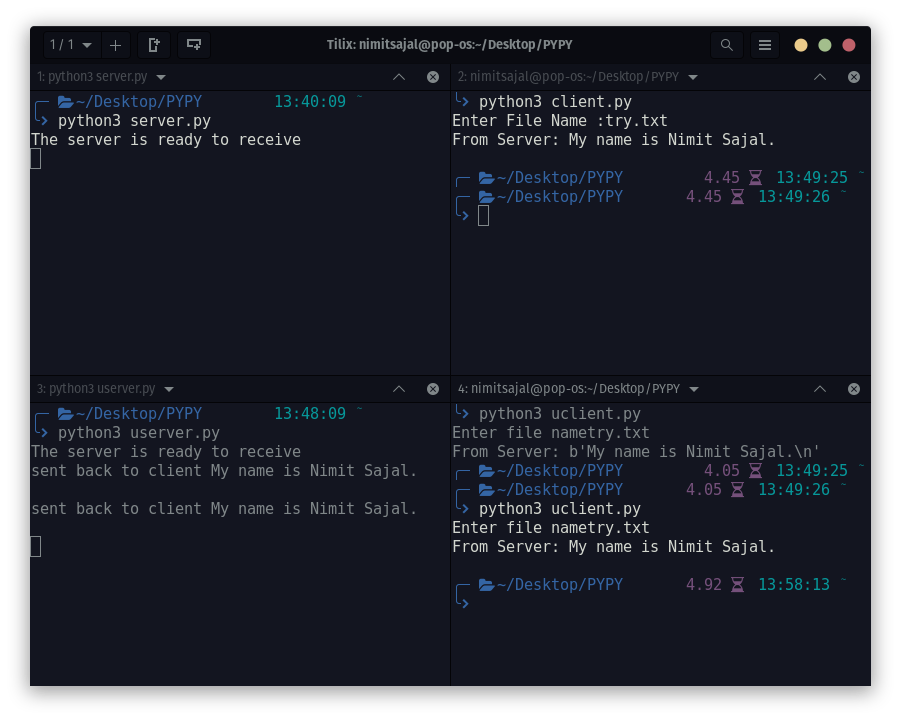 1 / 1
Tilix: nimitsajal@pop-os:~/Desktop/PYPY
1: python3 server.py
~/Desktop/PYPY 13:40:09 ~
python3 server.py
The server is ready to receive
2: nimitsajal@pop-os:~/Desktop/PYPY
python3 client.py
Enter File Name :try.txt
From Server: My name is Nimit Sajal.
~/Desktop/PYPY 4.45 13:49:25 ~
~/Desktop/PYPY 4.45 13:49:26 ~
3: python3 userver.py
~/Desktop/PYPY 13:48:09 ~
python3 userver.py
The server is ready to receive
sent back to client My name is Nimit Sajal.
sent back to client My name is Nimit Sajal.
4: nimitsajal@pop-os:~/Desktop/PYPY
python3 uclient.py
Enter file nametry.txt
From Server: b'My name is Nimit Sajal.\n'
~/Desktop/PYPY 4.05 13:49:25 ~
~/Desktop/PYPY 4.05 13:49:26 ~
python3 uclient.py
Enter file nametry.txt
From Server: My name is Nimit Sajal.
~/Desktop/PYPY 4.92 13:58:13 ~